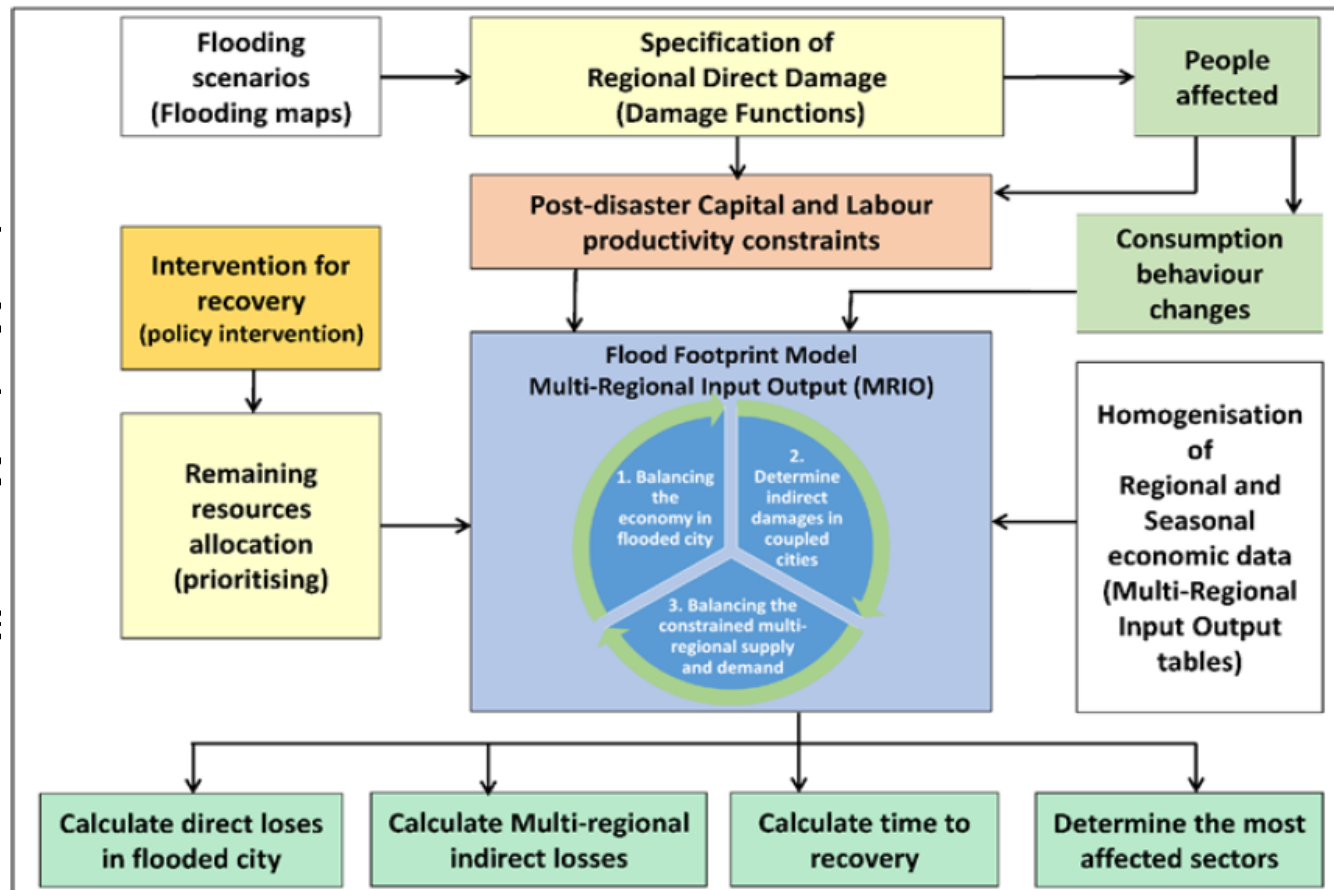 Flooding
scenarios
(Flooding maps)
Specification of
Regional Direct Damage
(Damage Functions)
People
affected
Post-disaster Capital and Labour
productivity constraints
Intervention for
recovery
(policy intervention)
Consumption
behaviour
changes
Flood Footprint Model
Multi-Regional Input Output (MRIO)
1. Balancing
the
economy in
flooded city
2.
Determine
indirect
damages in
coupled
cities
3. Balancing the
constrained multi-
regional supply
and demand
Remaining
resources
allocation
(prioritising)
Homogenisation
of
Regional and
Seasonal
economic data
(Multi-Regional
Input Output
tables)
Calculate direct loses
in flooded city
Calculate Multi-regional
indirect losses
Calculate time to
recovery
Determine the most
affected sectors